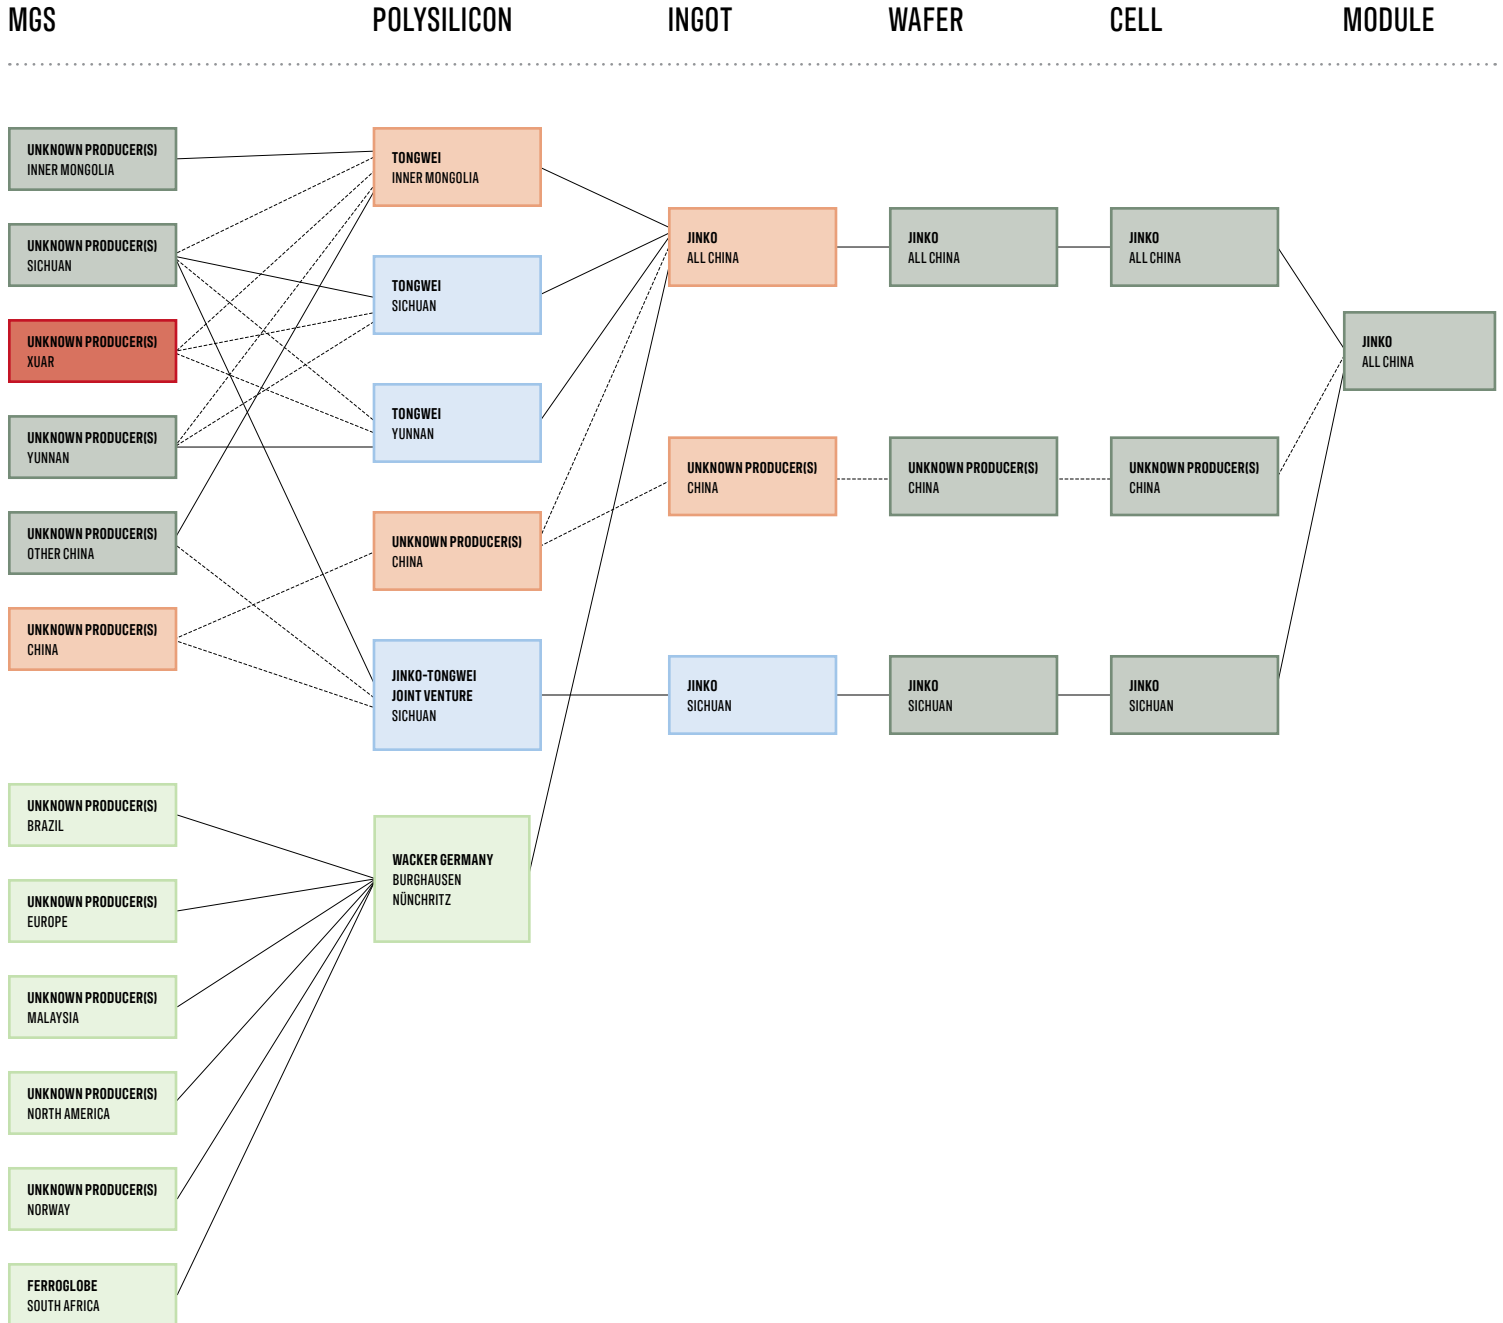 MGS
POLYSILICON
INGOT
WAFER
CELL
MODULE
UNKNOWN PRODUCER(S)
INNER MONGOLIA
UNKNOWN PRODUCER(S)
SICHUAN
UNKNOWN PRODUCER(S)
XUAR
UNKNOWN PRODUCER(S)
YUNNAN
UNKNOWN PRODUCER(S)
OTHER CHINA
UNKNOWN PRODUCER(S)
CHINA
UNKNOWN PRODUCER(S)
BRAZIL
UNKNOWN PRODUCER(S)
EUROPE
UNKNOWN PRODUCER(S)
MALAYSIA
UNKNOWN PRODUCER(S)
NORTH AMERICA
UNKNOWN PRODUCER(S)
NORWAY
FERROGLOBE
SOUTH AFRICA
TONGWEI
INNER MONGOLIA
TONGWEI
SICHUAN
TONGWEI
YUNNAN
UNKNOWN PRODUCER(S)
CHINA
JINKO-TONGWEI
JOINT VENTURE
SICHUAN
WACKER GERMANY
BURGHAUSEN
NÜNCHRITZ
JINKO
ALL CHINA
UNKNOWN PRODUCER(S)
CHINA
JINKO
SICHUAN
JINKO
ALL CHINA
UNKNOWN PRODUCER(S)
CHINA
JINKO
SICHUAN
JINKO
ALL CHINA
UNKNOWN PRODUCER(S)
CHINA
JINKO
SICHUAN
JINKO
ALL CHINA